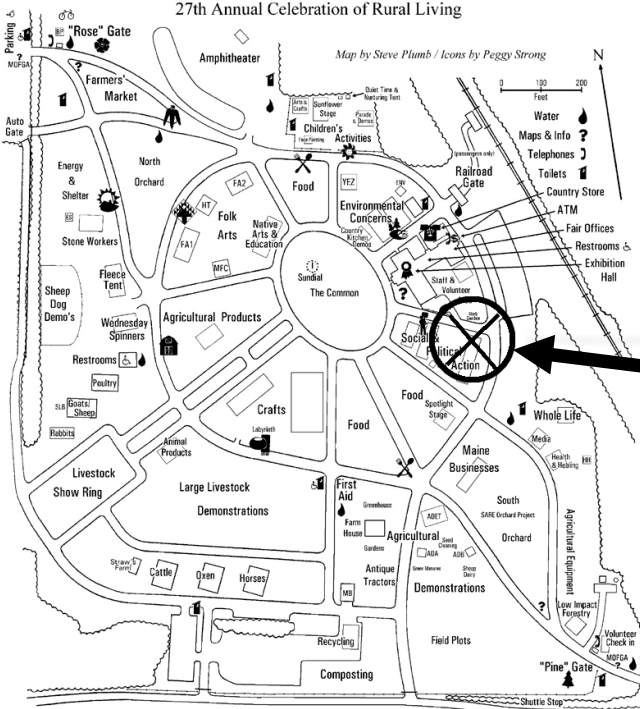 27th Annual Celebration of Rural Living
Map by Steve Plumb / Icons by Peggy Strong
N
0 100 200
Feet
Water
Maps & Info ?
Telephones
Toilets
Country Store
ATM
Fair Offices
Restrooms
Exhibition
Hall
Parking
"Rose" Gate
BP
MOFGA
?
?
Farmers'
Market
Auto
Gate
Amphitheater
Quiet Time &
Nurturing Tent
Arts &
Crafts
Sunflower
Stage
Parade
& Demos
Children's
Activities
Face Painting
(passengers only)
Railroad
Gate
Energy
&
Shelter
North
Orchard
Food
YEZ
ENV
FA2
HT
Folk
Arts
FA1
MFC
Native
Arts &
Education
Environmental
Concerns
Country
Kitchen
Demos
$
?
Staff &
Volunteer
Herb
Garden
Stone Workers
Sundial
The Common
Fleece
Tent
Sheep
Dog
Demo's
Wednesday
Spinners
Agricultural Products
Restrooms
Social &
Political
Action
Poultry
SLB
Goats/
Sheep
Rabbits
Crafts
Labyrinth
Food
Food
Spotlight
Stage
Whole Life
Media
Health
& Healing
HH
Animal
Products
Livestock
Show Ring
Large Livestock
Demonstrations
First
Aid
Maine
Businesses
South
SARE Orchard Project
Orchard
Agricultural Equipment
Greenhouse
Farm
House
Gardens
Agricultural
ADET
Seed
Cleaning
ADA
ADB
Green Manures
Sheep
Dairy
Demonstrations
Antique
Tractors
MB
Straw
Farm
Cattle
Oxen
Horses
Recycling
Composting
Field Plots
?
Low Impact
Forestry
Volunteer
Check in
MOFGA
?
"Pine" Gate
Shuttle Stop